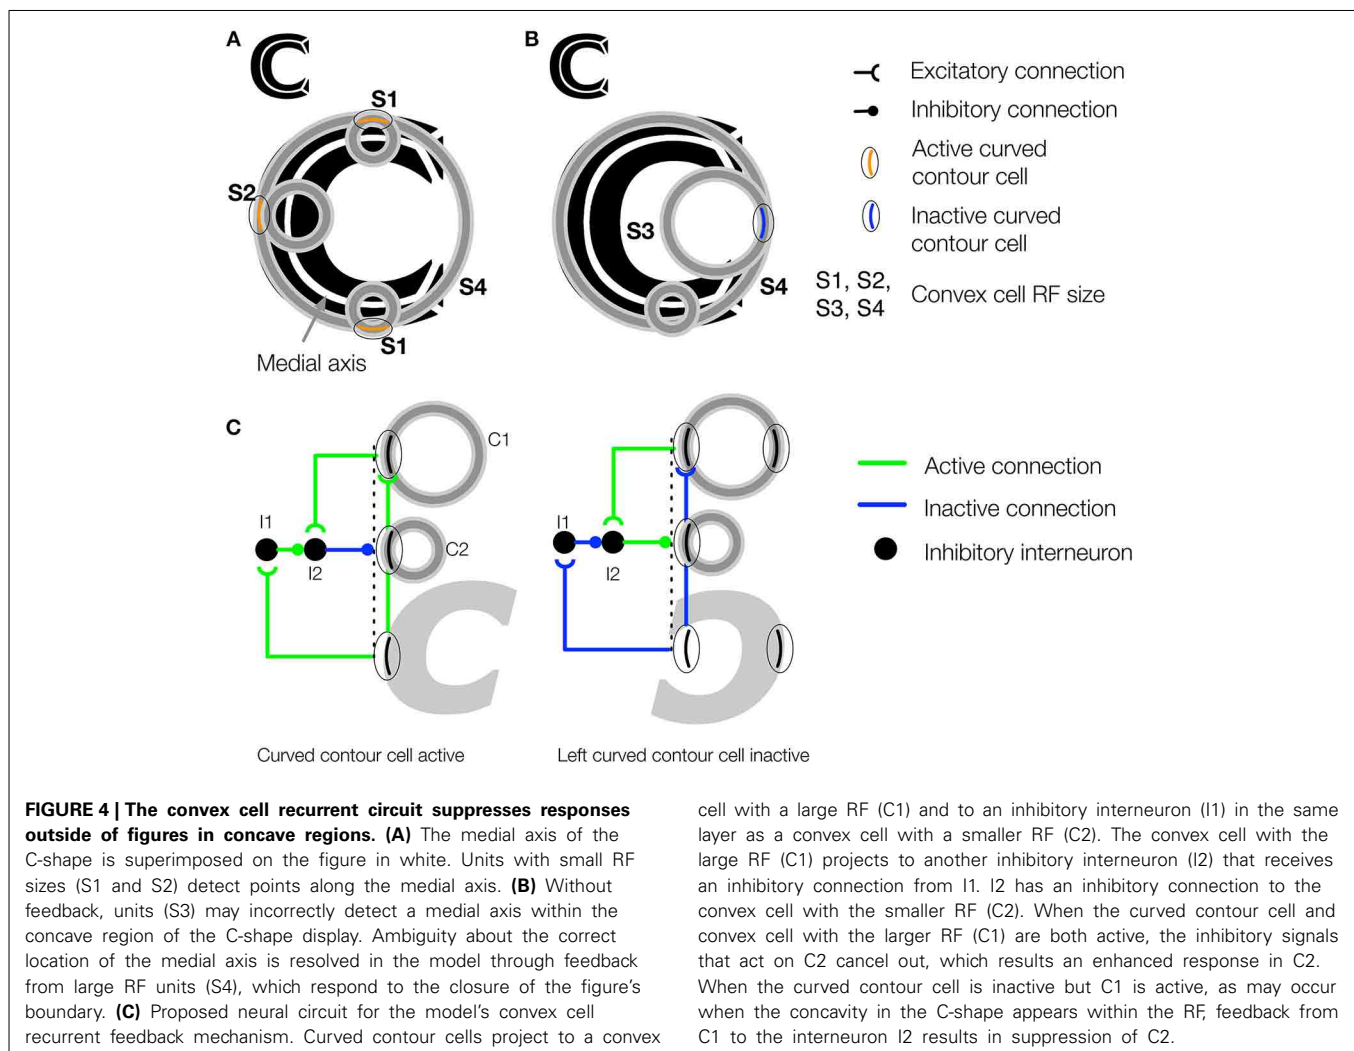 A
B
S1
S2
S4
S1
Medial axis
S3
S4
Excitatory connection
Inhibitory connection
Active curved
contour cell
Inactive curved
contour cell
S1, S2,
S3, S4
Convex cell RF size
C
C1
I1
I2
C2
Curved contour cell active
I1
I2
Left curved contour cell inactive
Active connection
Inactive connection
Inhibitory interneuron
FIGURE 4 | The convex cell recurrent circuit suppresses responses
outside of figures in concave regions. (A) The medial axis of the
C-shape is superimposed on the figure in white. Units with small RF
sizes (S1 and S2) detect points along the medial axis. (B) Without
feedback, units (S3) may incorrectly detect a medial axis within the
concave region of the C-shape display. Ambiguity about the correct
location of the medial axis is resolved in the model through feedback
from large RF units (S4), which respond to the closure of the figure's
boundary. (C) Proposed neural circuit for the model's convex cell
recurrent feedback mechanism. Curved contour cells project to a convex
cell with a large RF (C1) and to an inhibitory interneuron (I1) in the same
layer as a convex cell with a smaller RF (C2). The convex cell with the
large RF (C1) projects to another inhibitory interneuron (I2) that receives
an inhibitory connection from I1. I2 has an inhibitory connection to the
convex cell with the smaller RF (C2). When the curved contour cell and
convex cell with the larger RF (C1) are both active, the inhibitory signals
that act on C2 cancel out, which results an enhanced response in C2.
When the curved contour cell is inactive but C1 is active, as may occur
when the concavity in the C-shape appears within the RF, feedback from
C1 to the interneuron I2 results in suppression of C2.